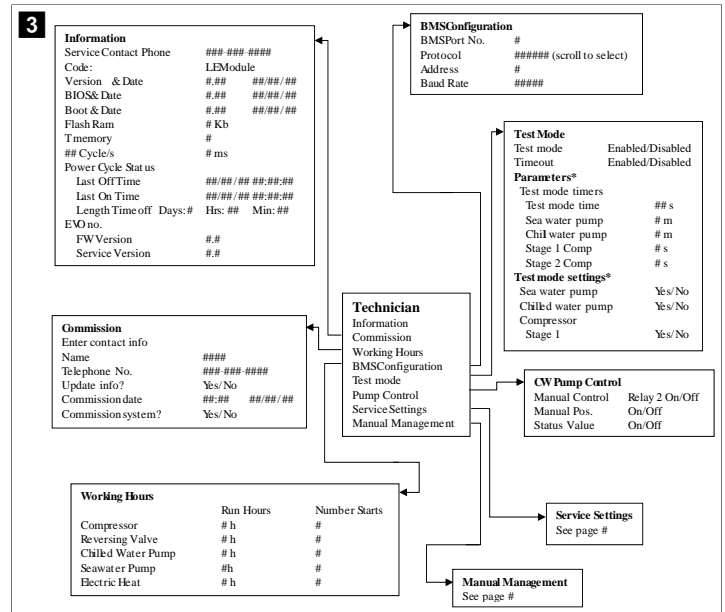 3
Information
Service Contact Phone ###-###-####
Code: LEModule
Version & Date #.## ##/##/##
BIOS& Date #.## ##/##/##
Boot & Date #.## ##/##/##
Flash Ram # Kb
Tmemory #
## Cycle/s # ms
Power Cycle Status
Last Off Time ##/##/## ##:##:##
Last On Time ##/##/## ##:##:##
Length Time off Days: # Hrs: ## Min: ##
EVO no.
FW Version #.#
Service Version #.#
BMSConfiguration
BMSPort No. #
Protocol ###### (scroll to select)
Address #
Baud Rate #####
Test Mode
Test mode Enabled/Disabled
Timeout Enabled/Disabled
Parameters*
Test mode timers
Test mode time ## s
Sea water pump # m
Chill water pump # m
Stage 1 Comp # s
Stage 2 Comp # s
Test mode settings*
Sea water pump Yes/No
Chilled water pump Yes/No
Compressor
Stage 1 Yes/No
Technician
Information
Commission
Working Hours
BMSConfiguration
Test mode
Pump Control
Service Settings
Manual Management
Commission
Enter contact info
Name ####
Telephone No. ###-###-####
Update info? Yes/No
Commission date ##:## ##/##/##
Commission system? Yes/No
CW Pump Control
Manual Control Relay 2 On/Off
Manual Pos. On/Off
Status Value On/Off
Working Hours
Run Hours Number Starts
Compressor # h #
Reversing Valve # h #
Chilled Water Pump # h #
Seawater Pump #h #
Electric Heat # h #
Service Settings
See page #
Manual Management
See page #